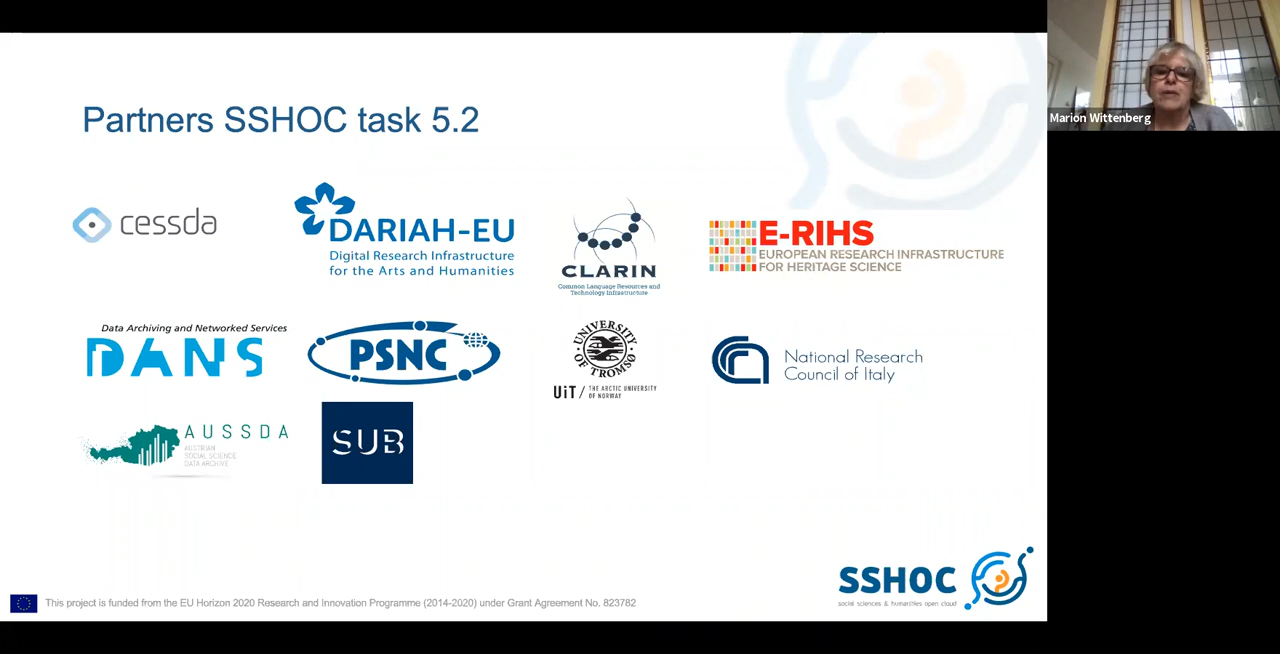 Partners SSHOC task 5.2
Marion Wittenberg
cessda
DARIAH-EU
Digital Research Infrastructure
for the Arts and Humanities
CLARIN
Common Language Resources and
Technology Infrastructure
E-RIHS
EUROPEAN RESEARCH INFRASTRUCTURE
FOR HERITAGE SCIENCE
Data Archiving and Networked Services
DANS
PSNC
UNIVERSITY OF TROMSØ
UiT / THE ARCTIC UNIVERSITY
OF NORWAY
National Research
Council of Italy
AUSSDA
AUSTRIAN
SOCIAL SCIENCE
DATA ARCHIVE
SUB
SSHOC
social sciences & humanities open cloud
This project is funded from the EU Horizon 2020 Research and Innovation Programme (2014-2020) under Grant Agreement No. 823782